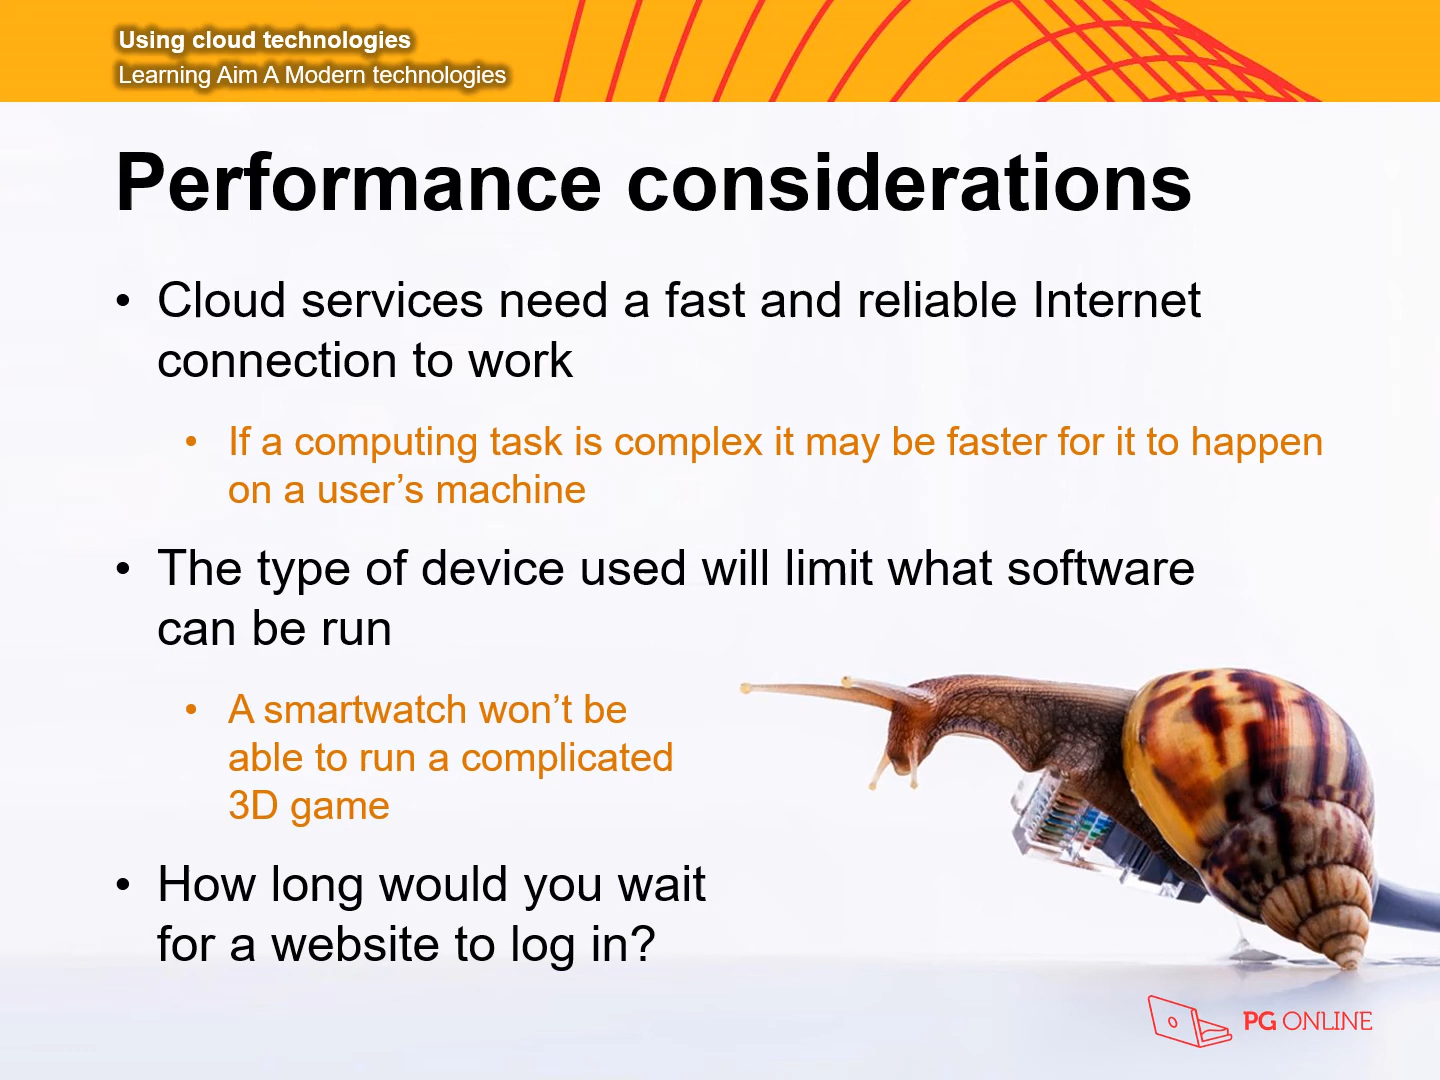 Using cloud technologies
Learning Aim A Modern technologies
Performance considerations
• Cloud services need a fast and reliable Internet
connection to work
• If a computing task is complex it may be faster for it to happen
on a user’s machine
• The type of device used will limit what software
can be run
• A smartwatch won’t be
able to run a complicated
3D game
• How long would you wait
for a website to log in?
PG ONLINE